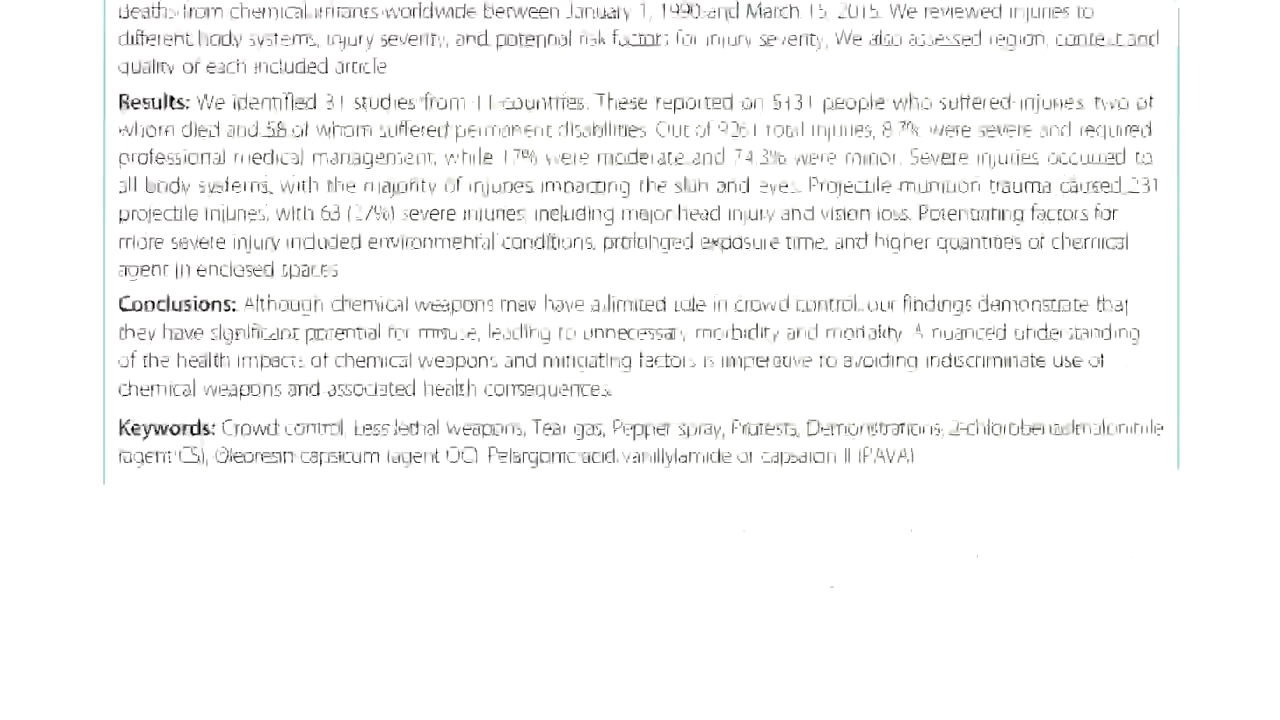 deaths from chemical irritants worldwide between January 1, 1990 and March 15, 2015. We reviewed injuries to
different body systems, injury severity, and potential risk factors for injury severity. We also assessed region, context and
quality of each included article.
Results: We identified 31 studies from 11 countries. These reported on 5131 people who suffered injuries, two of
whom died and 58 of whom suffered permanent disabilities. Out of 9261 total injuries, 8.7% were severe and required
professional medical management, while 17% were moderate and 74.3% were minor. Severe injuries occurred to
all body systems, with the majority of injuries impacting the skin and eyes. Projectile munition trauma caused 231
projectile injuries, with 63 (27%) severe injuries, including major head injury and vision loss. Potentiating factors for
more severe injury included environmental conditions, prolonged exposure time, and higher quantities of chemical
agent in enclosed spaces.
Conclusions: Although chemical weapons may have a limited role in crowd control, our findings demonstrate that
they have significant potential for misuse, leading to unnecessary morbidity and mortality. A nuanced understanding
of the health impacts of chemical weapons and mitigating factors is imperative to avoiding indiscriminate use of
chemical weapons and associated health consequences.
Keywords: Crowd control, Less lethal weapons, Tear gas, Pepper spray, Protests, Demonstrations, 2-chlorobenzalmalonitrile
(agent CS), Oleoresin capsicum (agent OC), Pelargonic acid vanillylamide or capsaicin II (PAVA)